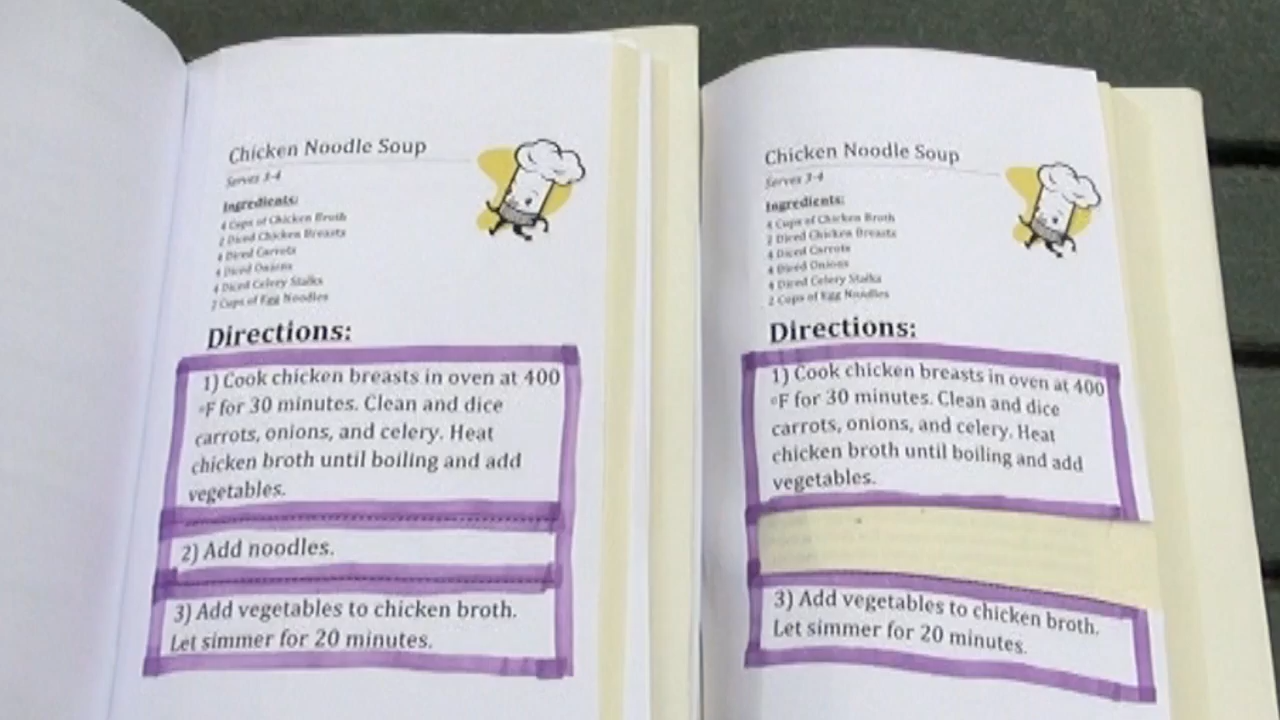 Chicken Noodle Soup
Serves 3-4
Ingredients:
4 Cups of Chicken Broth
2 Diced Chicken Breasts
4 Diced Carrots
4 Diced Onions
4 Diced Celery Stalks
2 Cups of Egg Noodles
Directions:
1) Cook chicken breasts in oven at 400
°F for 30 minutes. Clean and dice
carrots, onions, and celery. Heat
chicken broth until boiling and add
vegetables.
2) Add noodles.
3) Add vegetables to chicken broth.
Let simmer for 20 minutes.
Chicken Noodle Soup
Serves 3-4
Ingredients:
4 Cups of Chicken Broth
2 Diced Chicken Breasts
4 Diced Carrots
4 Diced Onions
4 Diced Celery Stalks
2 Cups of Egg Noodles
Directions:
1) Cook chicken breasts in oven at 400
°F for 30 minutes. Clean and dice
carrots, onions, and celery. Heat
chicken broth until boiling and add
vegetables.
3) Add vegetables to chicken broth.
Let simmer for 20 minutes.